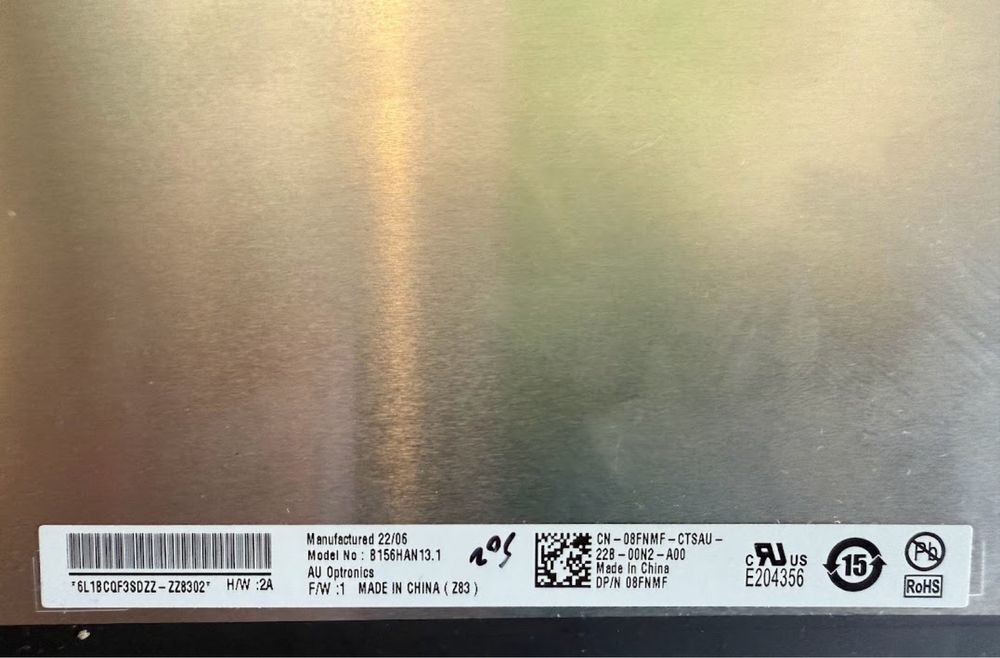 *6L1BCQF3SDZZ-ZZ8302*
H/W :2A
Manufactured 22/06
Model No : B156HAN13.1
AU Optronics
F/W :1 MADE IN CHINA ( Z83 )
CN-08FNMF-CTSAU-
22B-00N2-A00
Made In China
DP/N 08FNMF
c RU US
E204356
15
Pb
RoHS